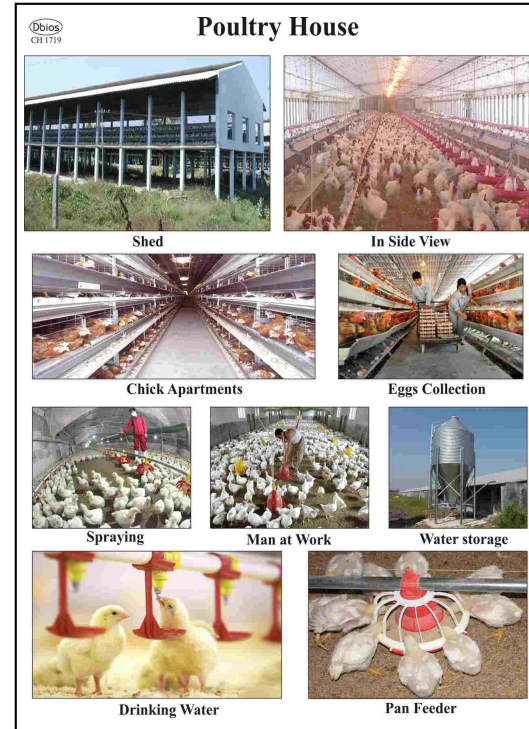 Dbios
CH 1719
Poultry House
Shed
In Side View
Chick Apartments
Eggs Collection
Spraying
Man at Work
Water storage
Drinking Water
Pan Feeder